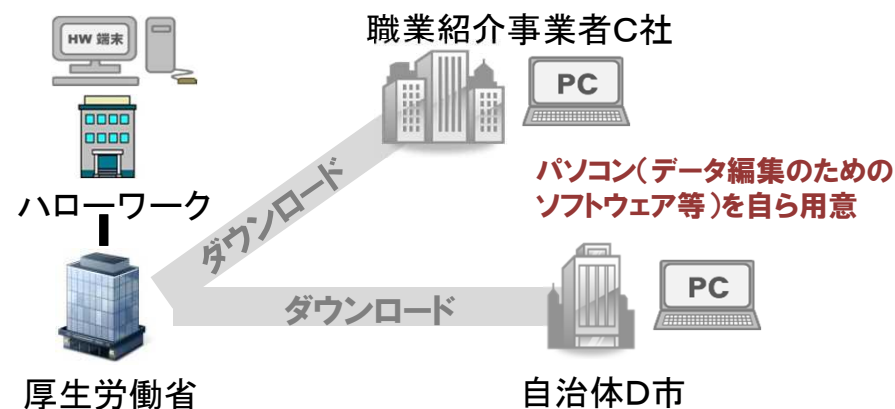 HW 端末
職業紹介事業者C社
PC
パソコン(データ編集のための
ソフトウェア等)を自ら用意
ハローワーク
ダウンロード
ダウンロード
PC
厚生労働省
自治体D市